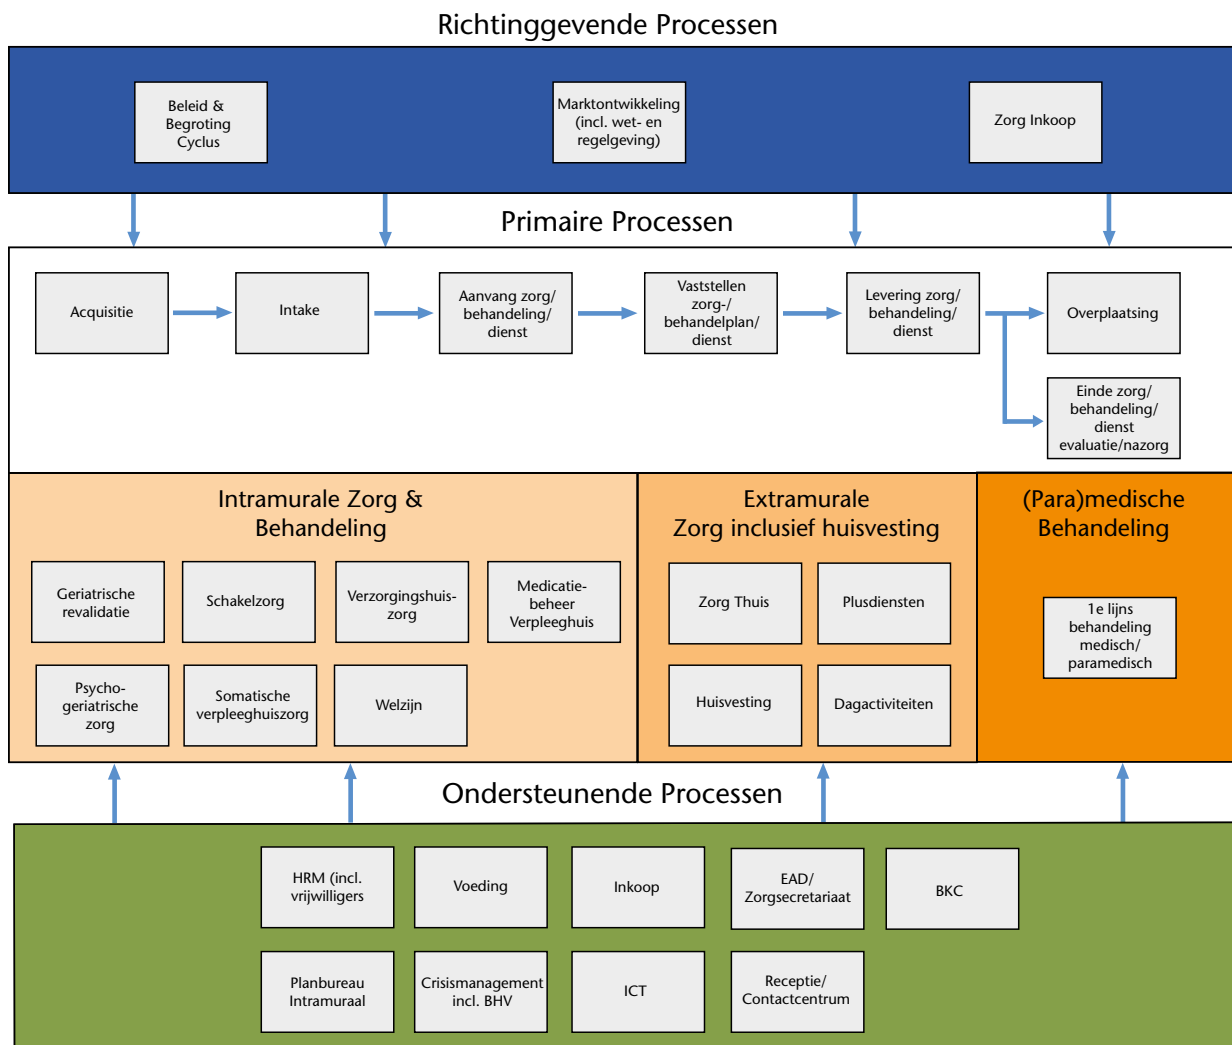 Richtinggevende Processen
Beleid &
Begroting
Cyclus
Marktontwikkeling
(incl. wet- en
regelgeving)
Zorg Inkoop
Primaire Processen
Acquisitie
Intake
Aanvang zorg/
behandeling/
dienst
Vaststellen
zorg-/
behandelplan/
dienst
Levering zorg/
behandeling/
dienst
Overplaatsing
Einde zorg/
behandeling/
dienst
evaluatie/nazorg
Intramurale Zorg &
Behandeling
Geriatrische
revalidatie
Schakelzorg
Verzorgingshuis-
zorg
Medicatie-
beheer
Verpleeghuis
Psycho-
geriatrische
zorg
Somatische
verpleeghuiszorg
Welzijn
Extramurale
Zorg inclusief huisvesting
Zorg Thuis
Plusdiensten
Huisvesting
Dagactiviteiten
(Para)medische
Behandeling
1e lijns
behandeling
medisch/
paramedisch
Ondersteunende Processen
HRM (incl.
vrijwilligers
Voeding
Inkoop
EAD/
Zorgsecretariaat
BKC
Planbureau
Intramuraal
Crisismanagement
incl. BHV
ICT
Receptie/
Contactcentrum